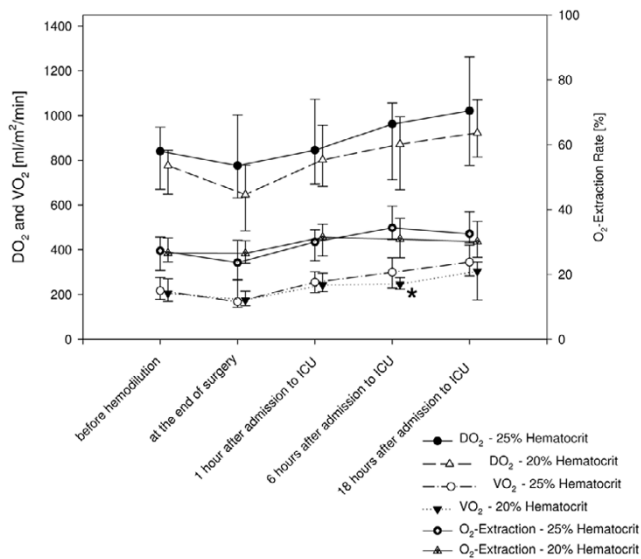 1400
1200
1000
800
600
400
200
0
DO₂ and VO₂ [ml/m²/min]
100
80
60
40
20
0
O₂-Extraction Rate [%]
*
before hemodilution
at the end of surgery
1 hour after admission to ICU
6 hours after admission to ICU
18 hours after admission to ICU
DO₂ - 25% Hematocrit
DO₂ - 20% Hematocrit
VO₂ - 25% Hematocrit
VO₂ - 20% Hematocrit
O₂-Extraction - 25% Hematocrit
O₂-Extraction - 20% Hematocrit